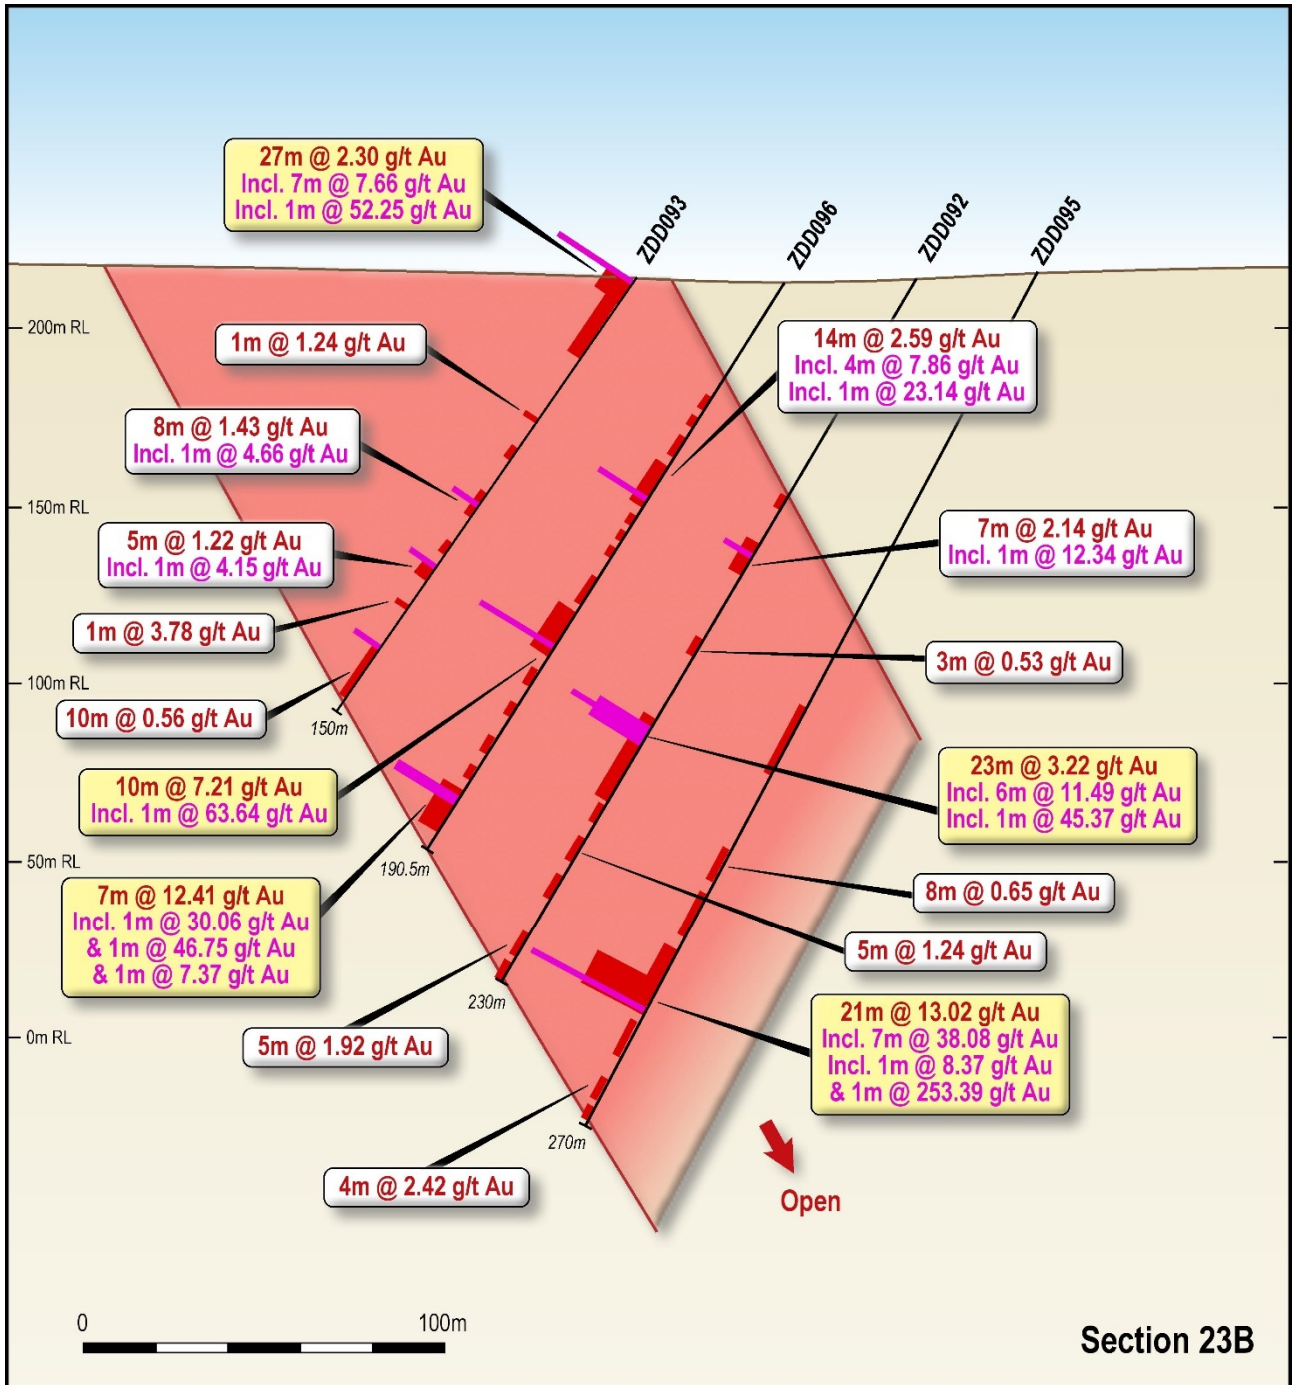 27m @ 2.30 g/t Au
Incl. 7m @ 7.66 g/t Au
Incl. 1m @ 52.25 g/t Au
ZDD093
ZDD096
ZDD092
ZDD095
200m RL
1m @ 1.24 g/t Au
14m @ 2.59 g/t Au
Incl. 4m @ 7.86 g/t Au
Incl. 1m @ 23.14 g/t Au
8m @ 1.43 g/t Au
Incl. 1m @ 4.66 g/t Au
150m RL
5m @ 1.22 g/t Au
Incl. 1m @ 4.15 g/t Au
7m @ 2.14 g/t Au
Incl. 1m @ 12.34 g/t Au
1m @ 3.78 g/t Au
3m @ 0.53 g/t Au
100m RL
10m @ 0.56 g/t Au
150m
10m @ 7.21 g/t Au
Incl. 1m @ 63.64 g/t Au
23m @ 3.22 g/t Au
Incl. 6m @ 11.49 g/t Au
Incl. 1m @ 45.37 g/t Au
50m RL
190.5m
7m @ 12.41 g/t Au
Incl. 1m @ 30.06 g/t Au
& 1m @ 46.75 g/t Au
& 1m @ 7.37 g/t Au
8m @ 0.65 g/t Au
5m @ 1.24 g/t Au
230m
0m RL
5m @ 1.92 g/t Au
21m @ 13.02 g/t Au
Incl. 7m @ 38.08 g/t Au
Incl. 1m @ 8.37 g/t Au
& 1m @ 253.39 g/t Au
270m
4m @ 2.42 g/t Au
Open
0
100m
Section 23B